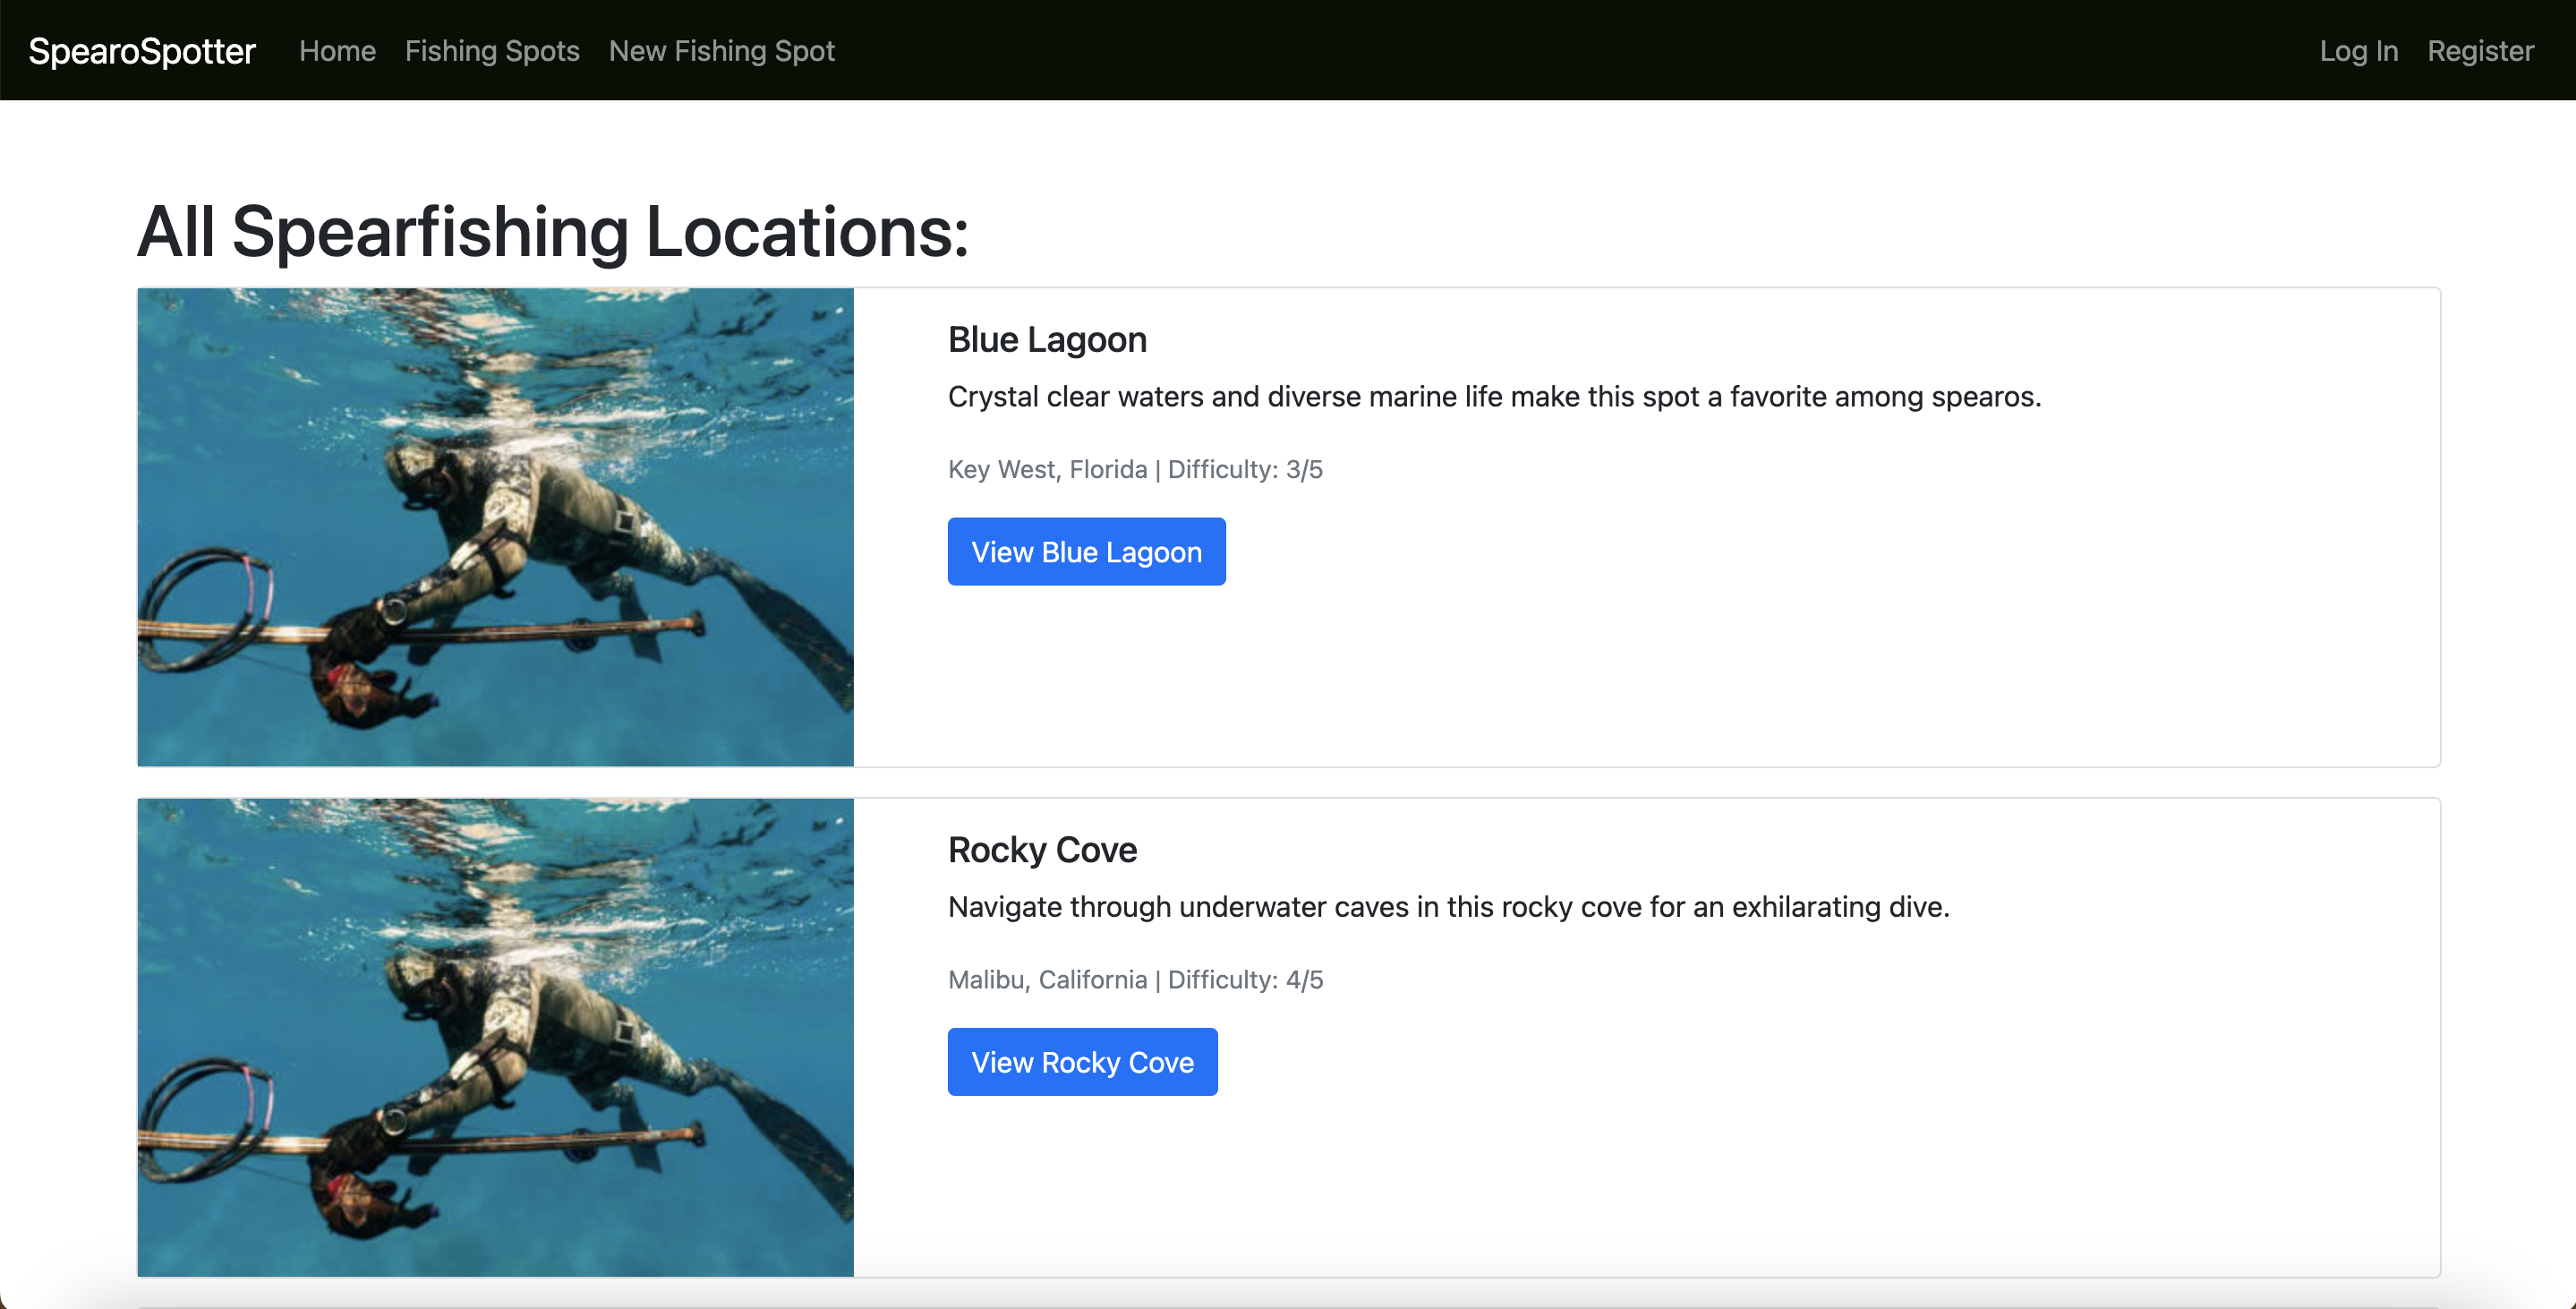 SpearoSpotter Home Fishing Spots New Fishing Spot Log In Register
All Spearfishing Locations:
Blue Lagoon
Crystal clear waters and diverse marine life make this spot a favorite among spearos.
Key West, Florida | Difficulty: 3/5
View Blue Lagoon
Rocky Cove
Navigate through underwater caves in this rocky cove for an exhilarating dive.
Malibu, California | Difficulty: 4/5
View Rocky Cove